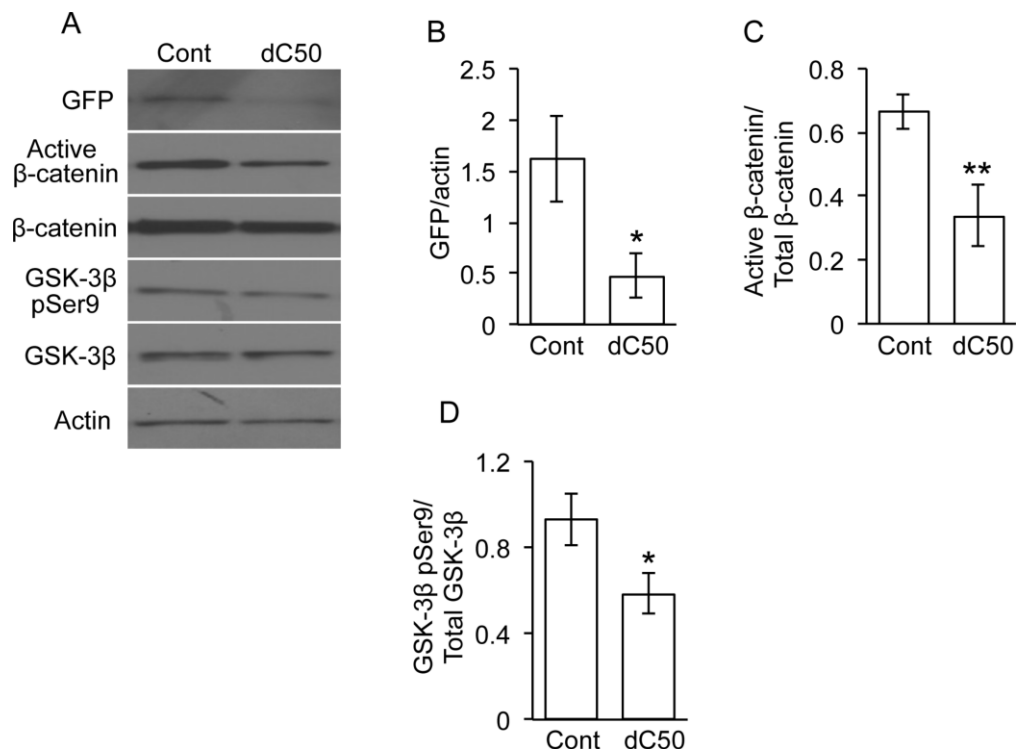 A
Cont dC50
GFP
Active
β-catenin
β-catenin
GSK-3β
pSer9
GSK-3β
Actin
B
GFP/actin
2.5
2
1.5
1
0.5
0
*
Cont dC50
C
Active β-catenin/
Total β-catenin
0.8
0.6
0.4
0.2
0
**
Cont dC50
D
GSK-3β pSer9/
Total GSK-3β
1.2
0.8
0.4
0
*
Cont dC50